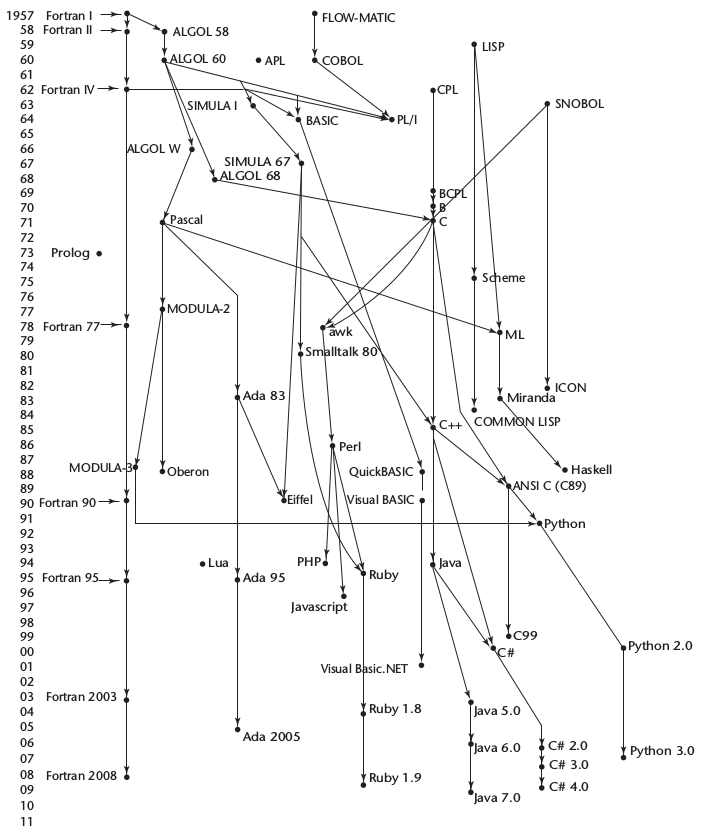 1957 Fortran I FLOW-MATIC
58 Fortran II ALGOL 58
59 LISP
60 ALGOL 60 APL COBOL
61
62 Fortran IV CPL
63 SIMULA I SNOBOL
64 BASIC PL/I
65
66 ALGOL W
67 SIMULA 67
68 ALGOL 68
69 BCPL
70 B
71 Pascal C
72
73 Prolog
74
75 Scheme
76
77 MODULA-2
78 Fortran 77 awk ML
79
80 Smalltalk 80
81
82 ICON
83 Ada 83 Miranda
84 COMMON LISP
85 C++
86 Perl
87
88 MODULA-3 Oberon QuickBASIC Haskell
89 ANSI C (C89)
90 Fortran 90 Eiffel Visual BASIC
91 Python
92
93
94 Lua PHP Java
95 Fortran 95 Ada 95 Ruby
96 Javascript
97
98
99 C99
00 C# Python 2.0
01 Visual Basic.NET
02
03 Fortran 2003
04 Ruby 1.8 Java 5.0
05 Ada 2005
06 Java 6.0 C# 2.0
07 C# 3.0 Python 3.0
08 Fortran 2008 Ruby 1.9 C# 4.0
09 Java 7.0
10
11